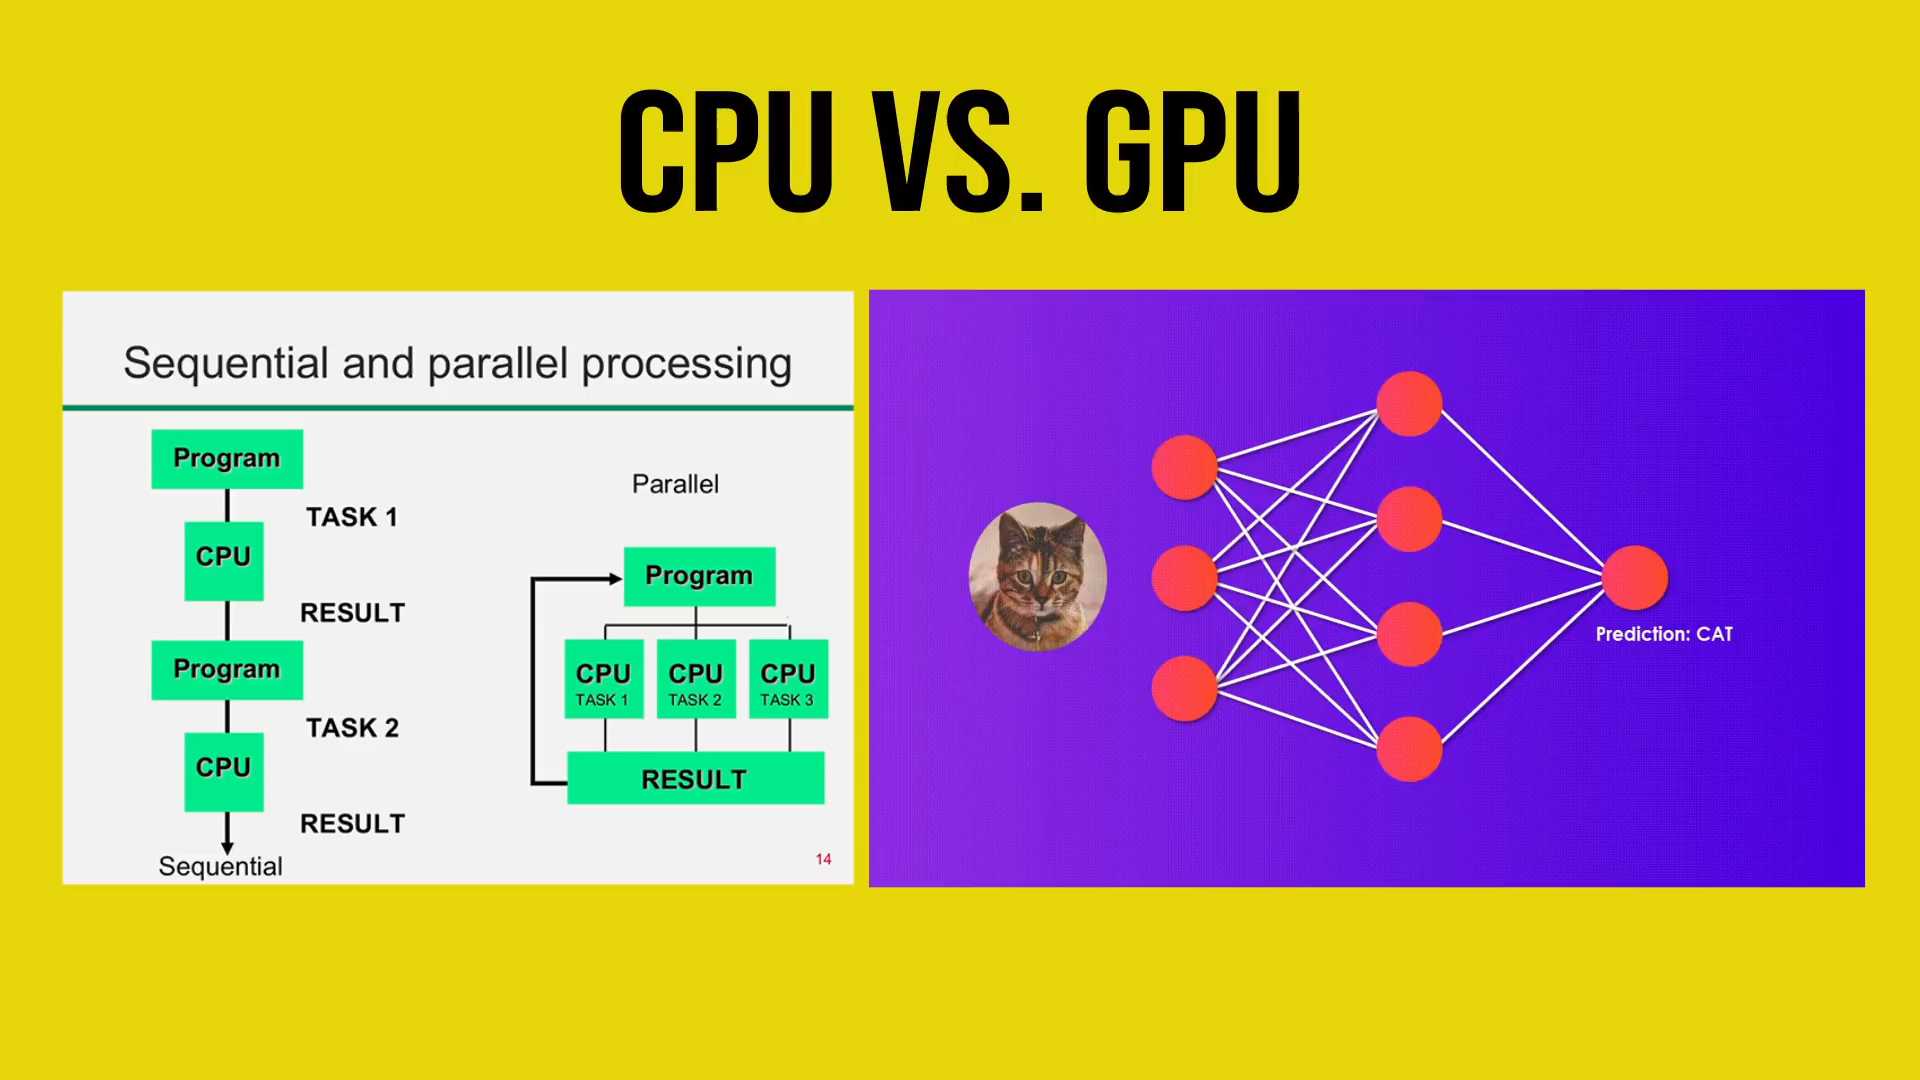 CPU VS. GPU
Sequential and parallel processing
Program
TASK 1
CPU
RESULT
Program
TASK 2
CPU
RESULT
Sequential
Parallel
Program
CPU CPU CPU
TASK 1 TASK 2 TASK 3
RESULT
14
Prediction: CAT